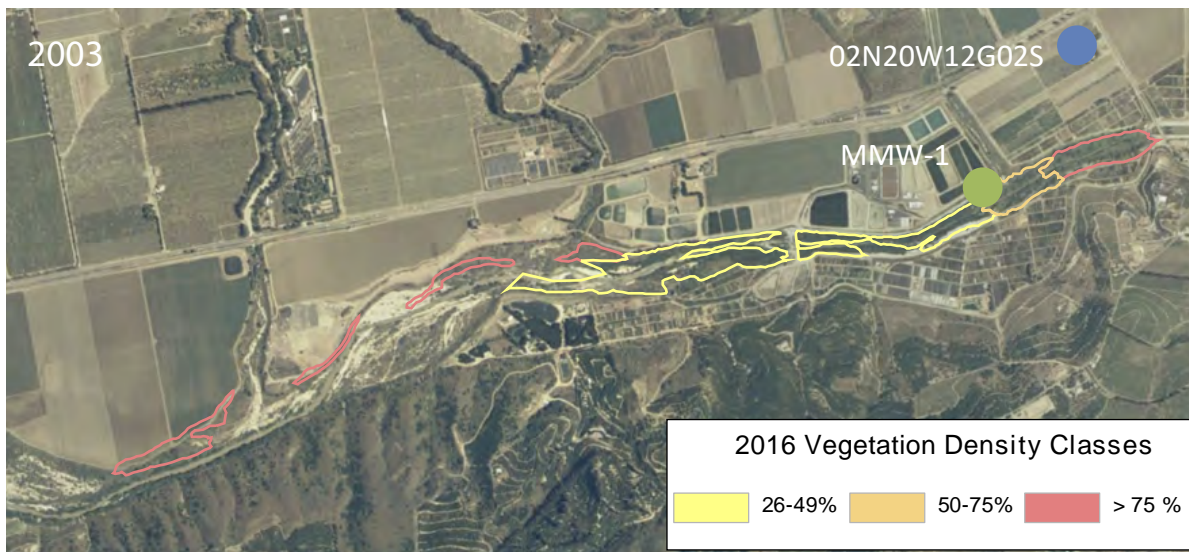 2003
02N20W12G02S
MMW-1
2016 Vegetation Density Classes
26-49%
50-75%
> 75 %